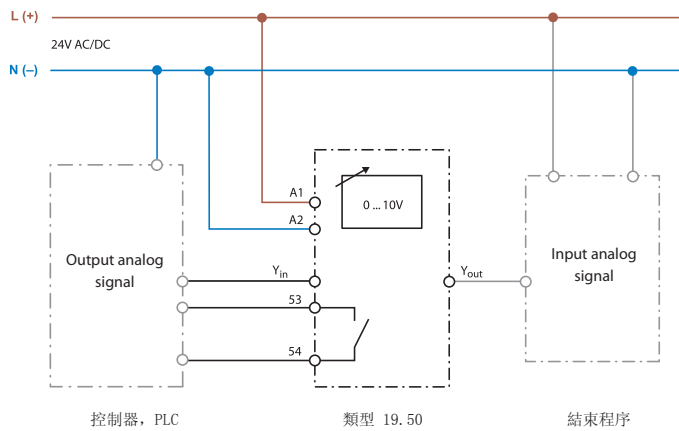 L (+)
24V AC/DC
N (–)
A1
0 ... 10V
A2
Output analog
signal
Yin
53
54
Yout
Input analog
signal
控制器，PLC
類型 19.50
結束程序